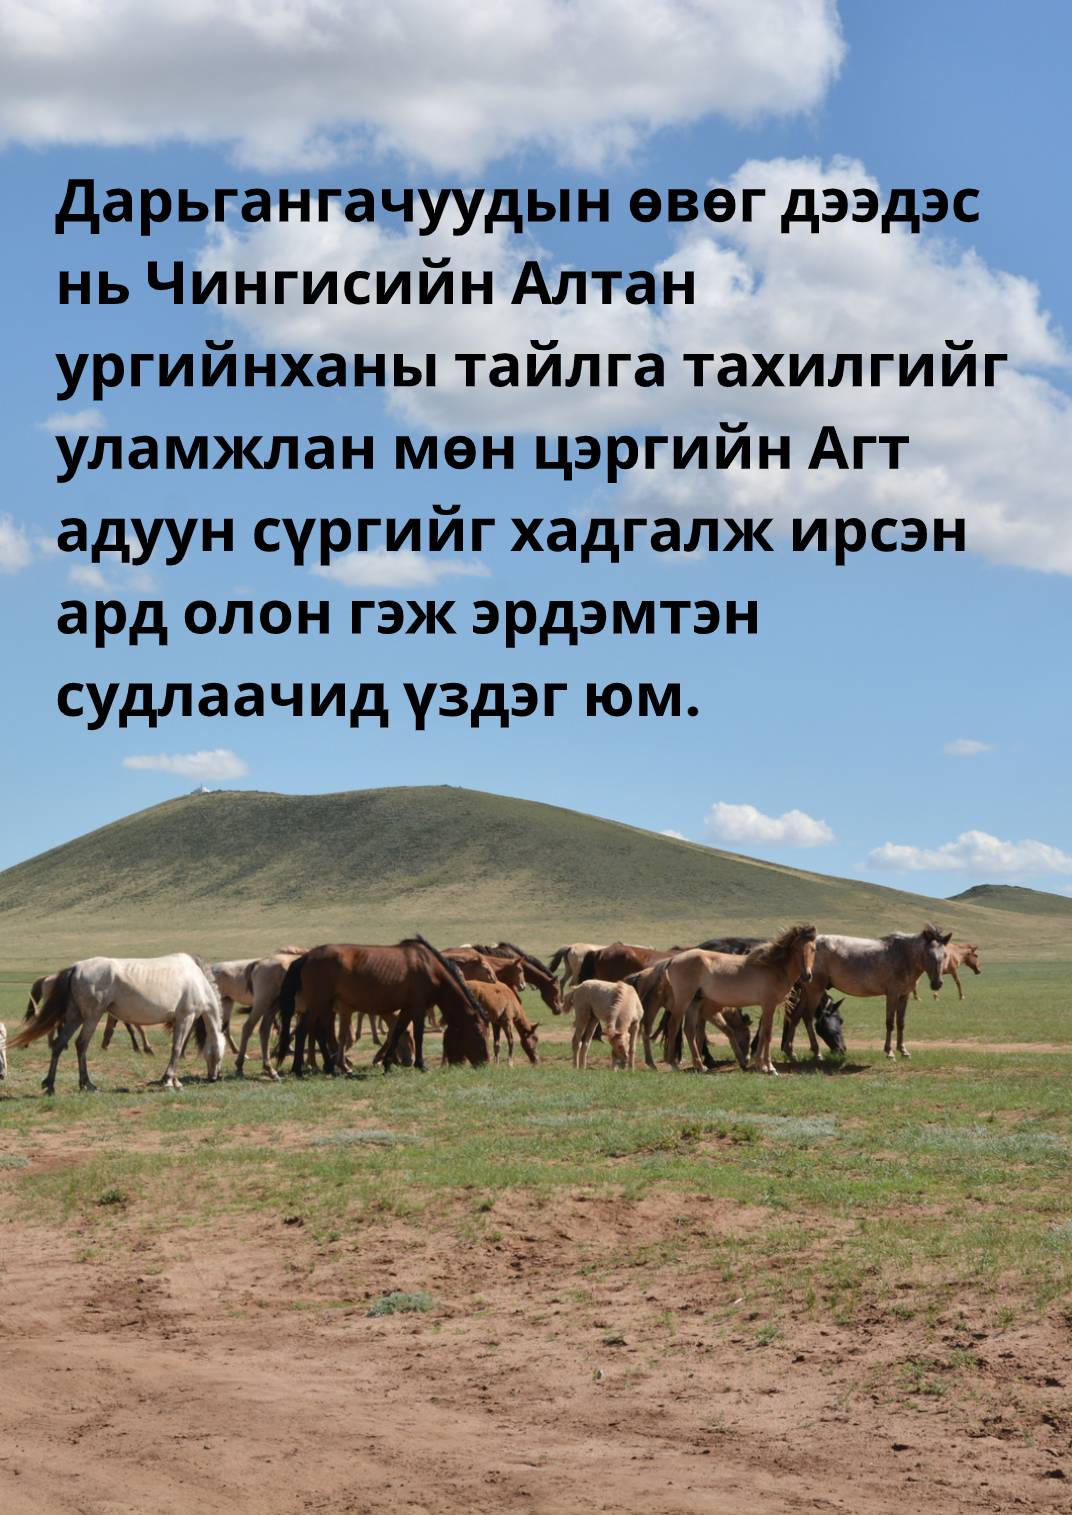 Дарьгангачуудын өвөг дээдэс
нь Чингисийн Алтан
ургийнханы тайлга тахилгийг
уламжлан мөн цэргийн Агт
адуун сүргийг хадгалж ирсэн
ард олон гэж эрдэмтэн
судлаачид үздэг юм.